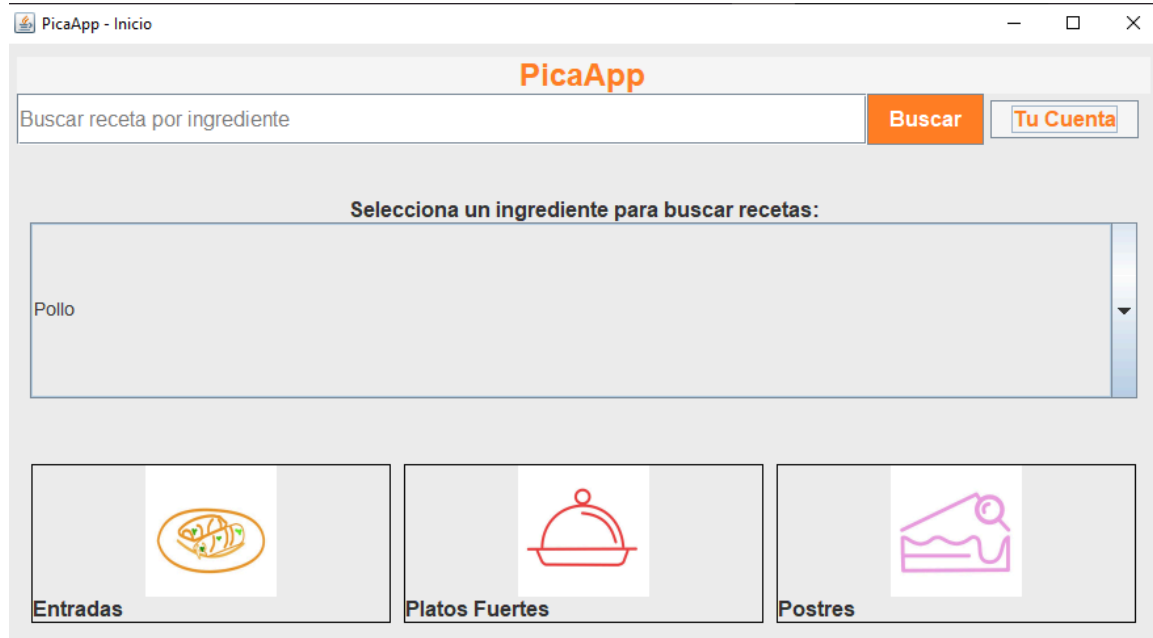 PicaApp - Inicio
PicaApp
Buscar receta por ingrediente
Buscar
Tu Cuenta
Selecciona un ingrediente para buscar recetas:
Pollo
Entradas
Platos Fuertes
Postres